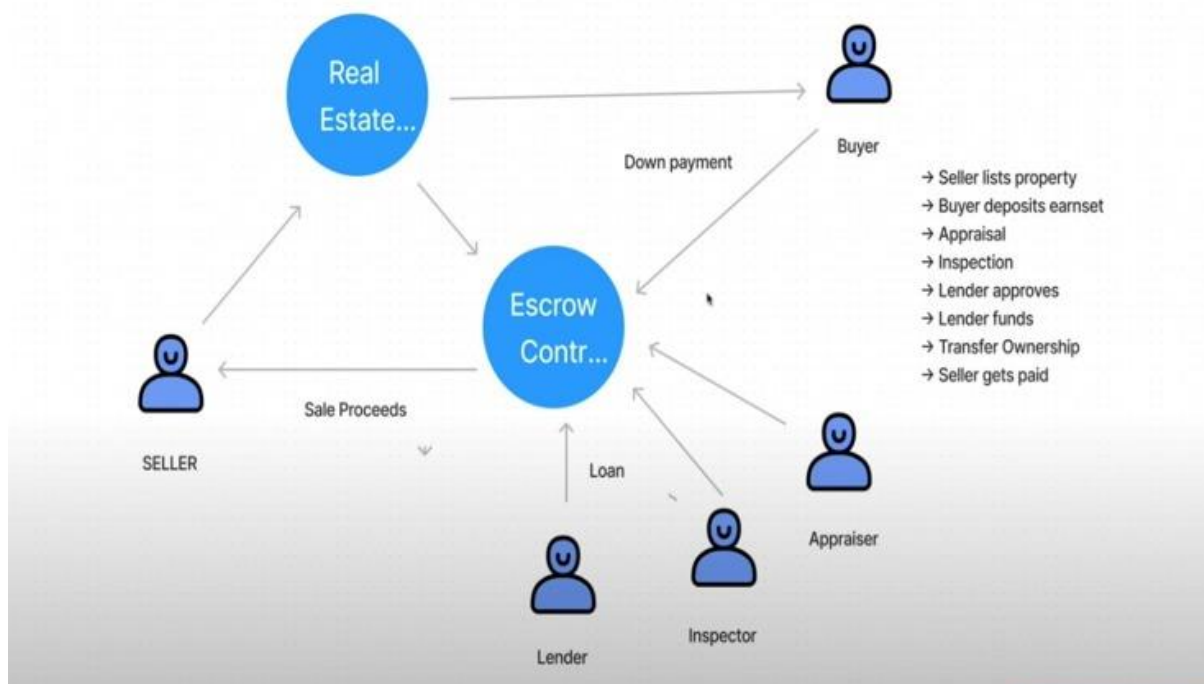 Real
Estate...
Buyer
Down payment
→ Seller lists property
→ Buyer deposits earnset
→ Appraisal
→ Inspection
→ Lender approves
→ Lender funds
→ Transfer Ownership
→ Seller gets paid
Escrow
Contr...
Sale Proceeds
SELLER
Loan
Appraiser
Inspector
Lender